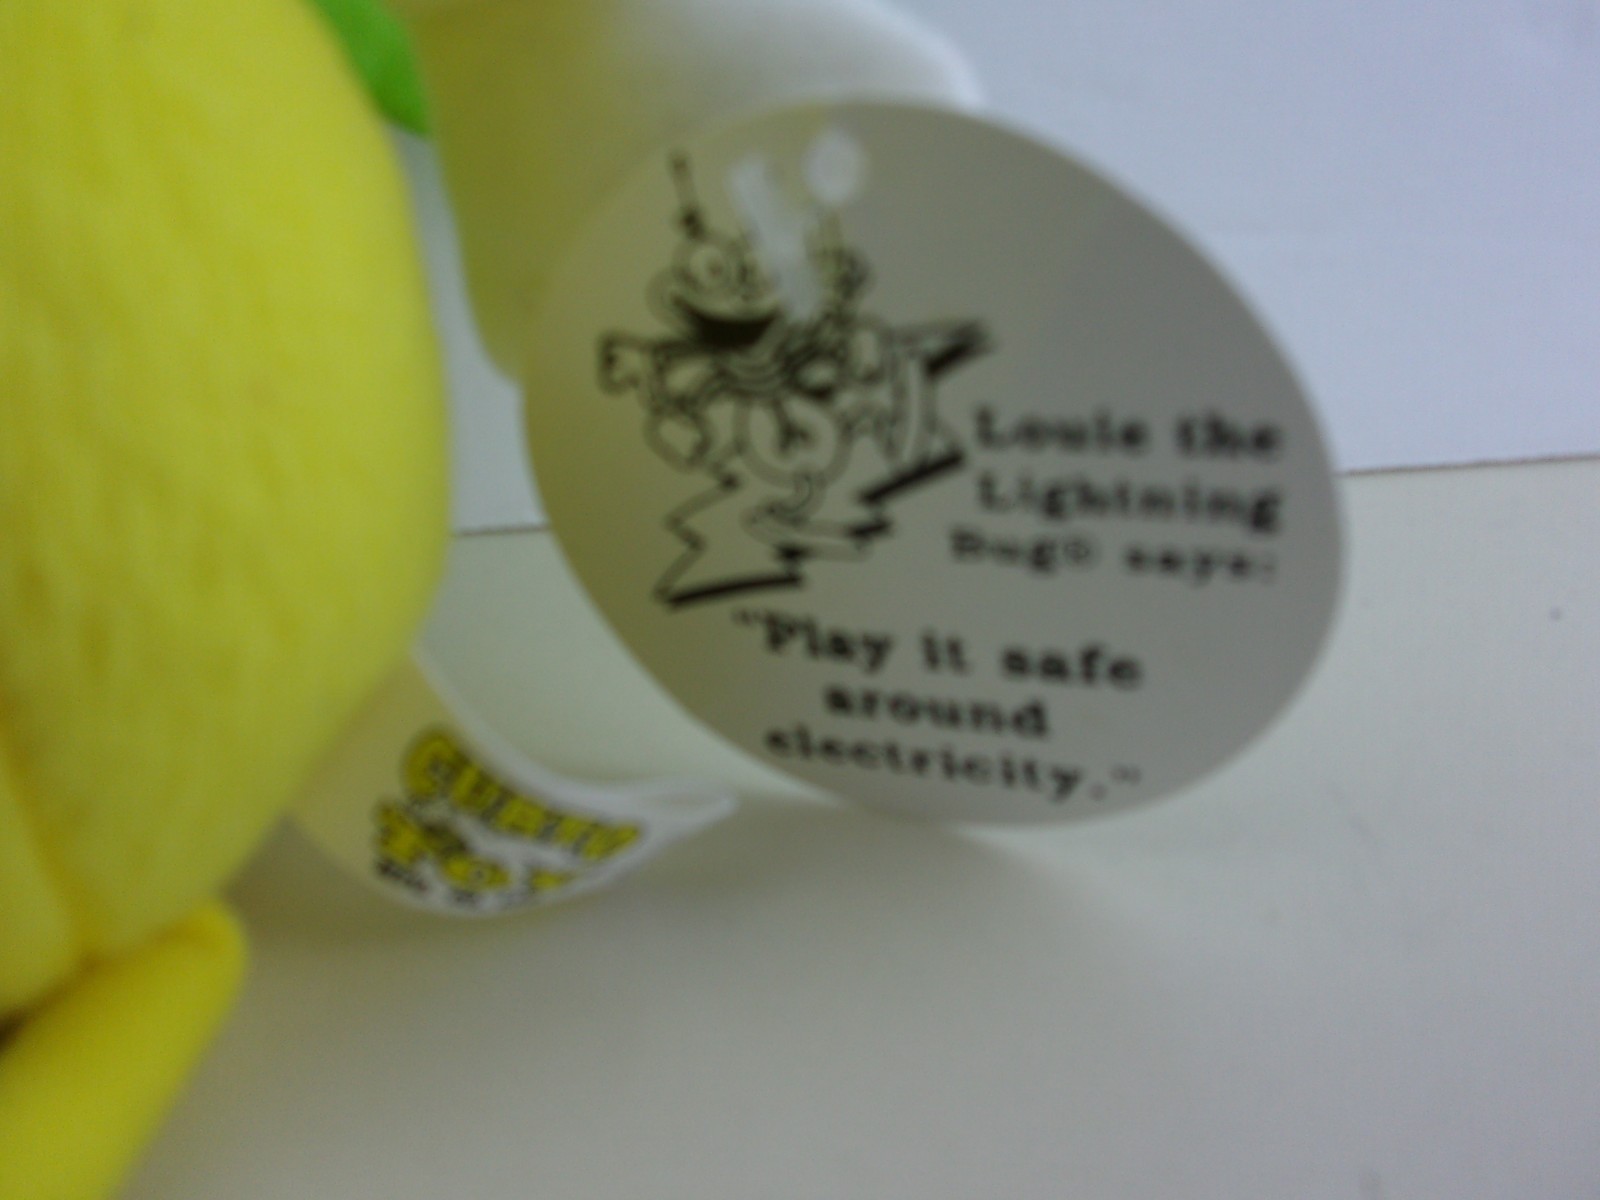 Louie the
Lightning
Bug© says:
"Play it safe
around
electricity."